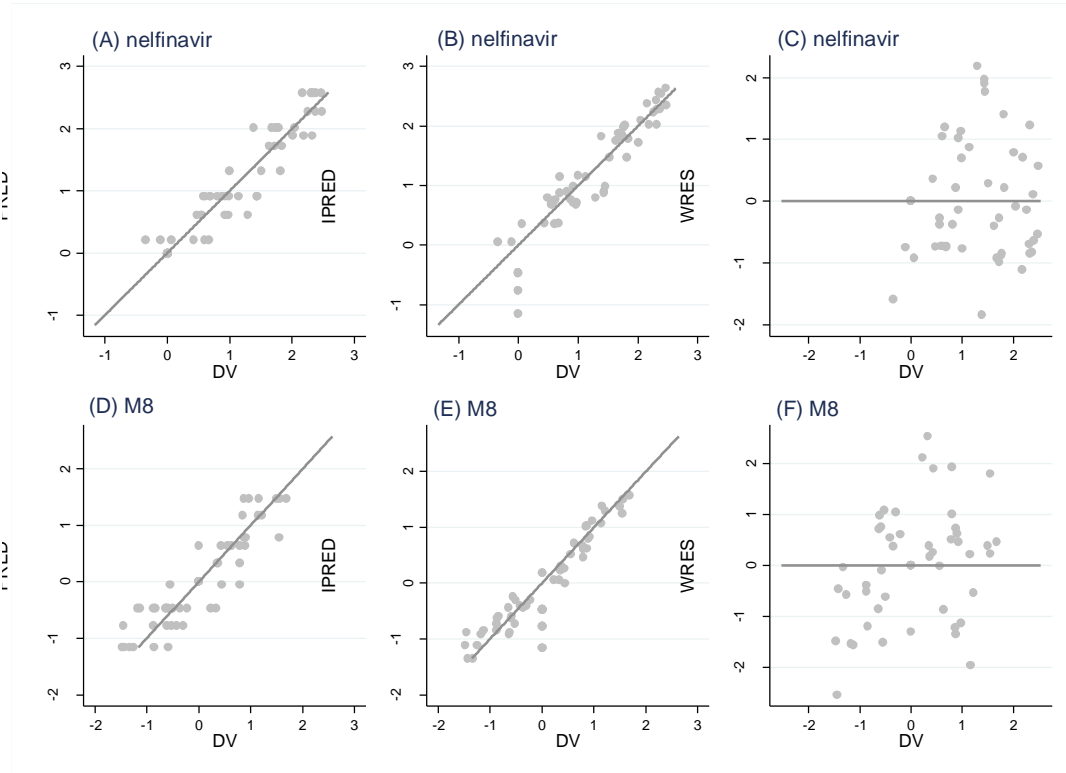 (A) nelfinavir
(B) nelfinavir
(C) nelfinavir
3
2
1
0
-1
-1 0 1 2 3
DV
IPRED
3
2
1
0
-1
-1 0 1 2 3
DV
WRES
2
1
0
-1
-2
-2 -1 0 1 2
DV
(D) M8
(E) M8
(F) M8
2
1
0
-1
-2
-2 -1 0 1 2 3
DV
IPRED
2
1
0
-1
-2
-2 -1 0 1 2 3
DV
WRES
2
1
0
-1
-2
-2 -1 0 1 2
DV